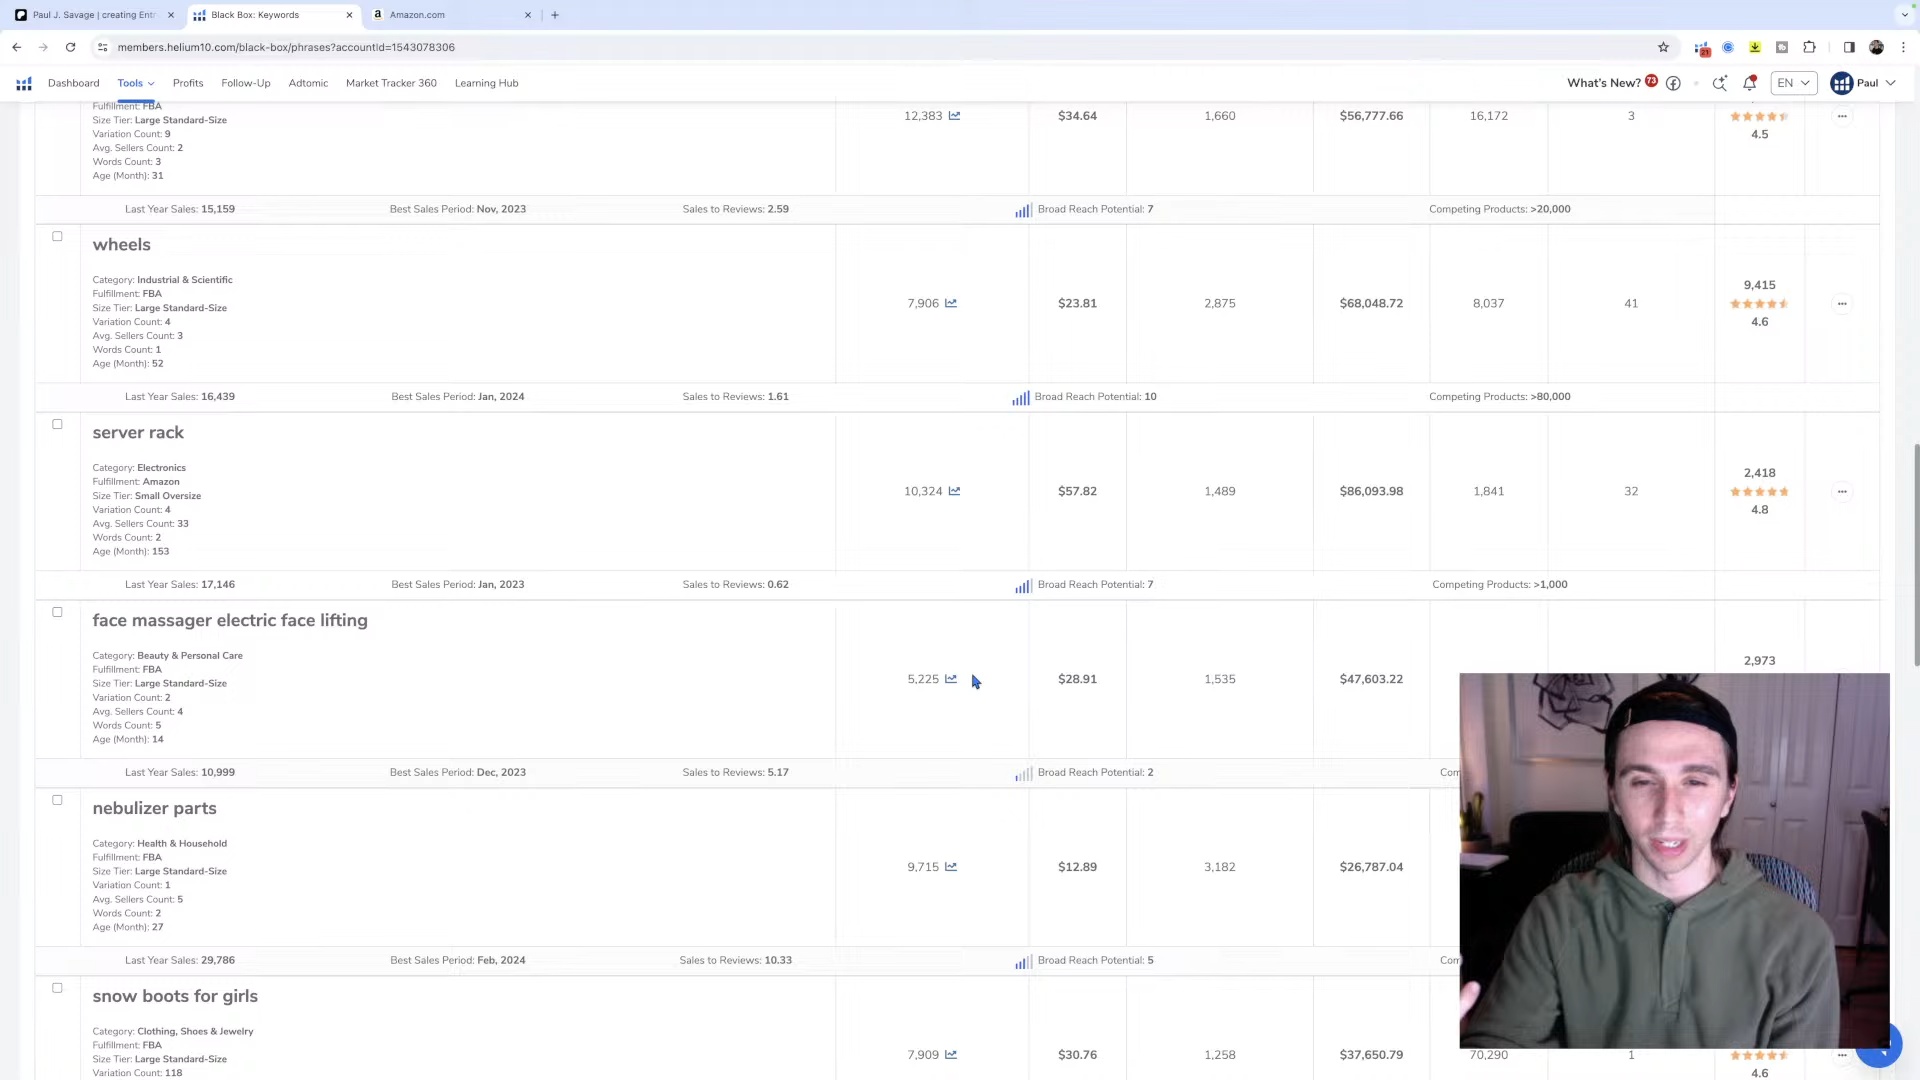 Paul J. Savage | creating Entr
Black Box: Keywords
Amazon.com
members.helium10.com/black-box/phrases?accountId=1543078306
21
Dashboard Tools Profits Follow-Up Adtomic Market Tracker 360 Learning Hub What's New? 73 EN Paul
Fulfillment: FBA
Size Tier: Large Standard-Size
Variation Count: 9
Avg. Sellers Count: 2
Words Count: 3
Age (Month): 31
12,383 $34.64 1,660 $56,777.66 16,172 3
4.5
Last Year Sales: 15,159 Best Sales Period: Nov, 2023 Sales to Reviews: 2.59 Broad Reach Potential: 7 Competing Products: >20,000
wheels
Category: Industrial & Scientific
Fulfillment: FBA
Size Tier: Large Standard-Size
Variation Count: 4
Avg. Sellers Count: 3
Words Count: 1
Age (Month): 52
7,906 $23.81 2,875 $68,048.72 8,037 41
9,415
4.6
Last Year Sales: 16,439 Best Sales Period: Jan, 2024 Sales to Reviews: 1.61 Broad Reach Potential: 10 Competing Products: >80,000
server rack
Category: Electronics
Fulfillment: Amazon
Size Tier: Small Oversize
Variation Count: 4
Avg. Sellers Count: 33
Words Count: 2
Age (Month): 153
10,324 $57.82 1,489 $86,093.98 1,841 32
2,418
4.8
Last Year Sales: 17,146 Best Sales Period: Jan, 2023 Sales to Reviews: 0.62 Broad Reach Potential: 7 Competing Products: >1,000
face massager electric face lifting
Category: Beauty & Personal Care
Fulfillment: FBA
Size Tier: Large Standard-Size
Variation Count: 2
Avg. Sellers Count: 4
Words Count: 5
Age (Month): 14
5,225 $28.91 1,535 $47,603.22
2,973
Last Year Sales: 10,999 Best Sales Period: Dec, 2023 Sales to Reviews: 5.17 Broad Reach Potential: 2 Com
nebulizer parts
Category: Health & Household
Fulfillment: FBA
Size Tier: Large Standard-Size
Variation Count: 1
Avg. Sellers Count: 5
Words Count: 2
Age (Month): 27
9,715 $12.89 3,182 $26,787.04
Last Year Sales: 29,786 Best Sales Period: Feb, 2024 Sales to Reviews: 10.33 Broad Reach Potential: 5 Com
snow boots for girls
Category: Clothing, Shoes & Jewelry
Fulfillment: FBA
Size Tier: Large Standard-Size
Variation Count: 118
7,909 $30.76 1,258 $37,650.79 70,290 1
4.6